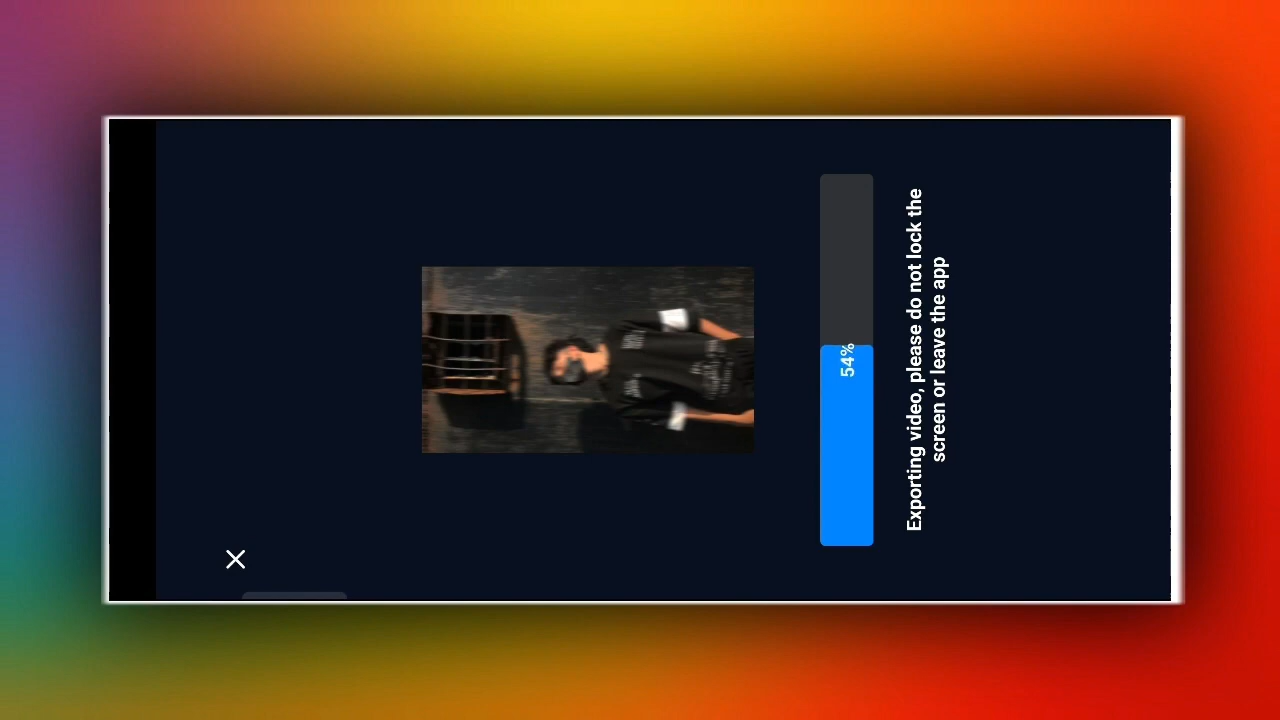 54%
Exporting video, please do not lock the
screen or leave the app